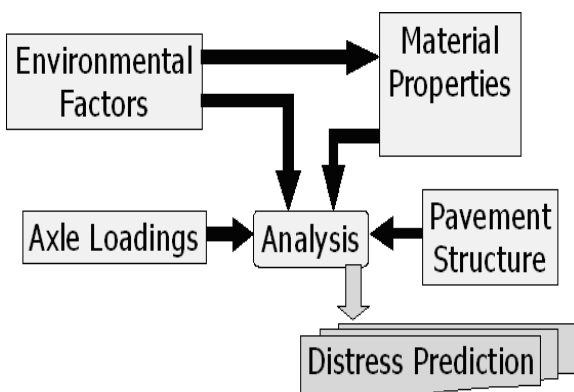 Environmental
Factors
Material
Properties
Axle Loadings
Analysis
Pavement
Structure
Distress Prediction